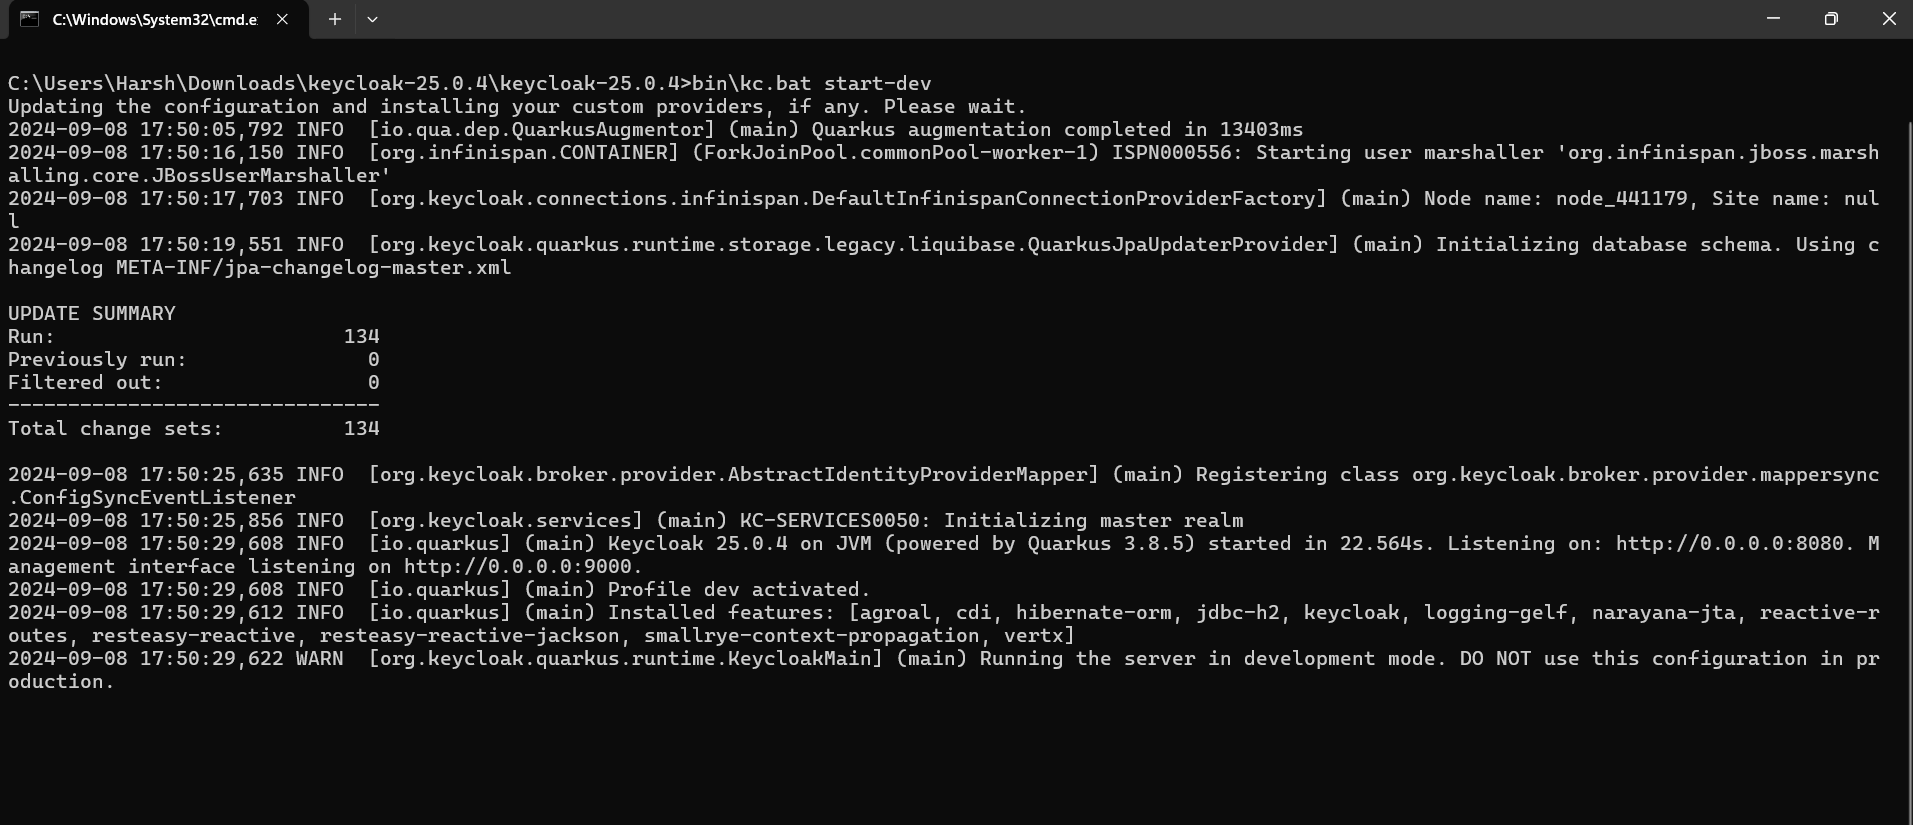 C:\Windows\System32\cmd.e
C:\Users\Harsh\Downloads\keycloak-25.0.4\keycloak-25.0.4>bin\kc.bat start-dev
Updating the configuration and installing your custom providers, if any. Please wait.
2024-09-08 17:50:05,792 INFO  [io.qua.dep.QuarkusAugmentor] (main) Quarkus augmentation completed in 13403ms
2024-09-08 17:50:16,150 INFO  [org.infinispan.CONTAINER] (ForkJoinPool.commonPool-worker-1) ISPN000556: Starting user marshaller 'org.infinispan.jboss.marsh
alling.core.JBossUserMarshaller'
2024-09-08 17:50:17,703 INFO  [org.keycloak.connections.infinispan.DefaultInfinispanConnectionProviderFactory] (main) Node name: node_441179, Site name: nul
l
2024-09-08 17:50:19,551 INFO  [org.keycloak.quarkus.runtime.storage.legacy.liquibase.QuarkusJpaUpdaterProvider] (main) Initializing database schema. Using c
hangelog META-INF/jpa-changelog-master.xml
UPDATE SUMMARY
Run:                        134
Previously run:               0
Filtered out:                 0
-------------------------------
Total change sets:          134
2024-09-08 17:50:25,635 INFO  [org.keycloak.broker.provider.AbstractIdentityProviderMapper] (main) Registering class org.keycloak.broker.provider.mappersync
.ConfigSyncEventListener
2024-09-08 17:50:25,856 INFO  [org.keycloak.services] (main) KC-SERVICES0050: Initializing master realm
2024-09-08 17:50:29,608 INFO  [io.quarkus] (main) Keycloak 25.0.4 on JVM (powered by Quarkus 3.8.5) started in 22.564s. Listening on: http://0.0.0.0:8080. M
anagement interface listening on http://0.0.0.0:9000.
2024-09-08 17:50:29,608 INFO  [io.quarkus] (main) Profile dev activated.
2024-09-08 17:50:29,612 INFO  [io.quarkus] (main) Installed features: [agroal, cdi, hibernate-orm, jdbc-h2, keycloak, logging-gelf, narayana-jta, reactive-r
outes, resteasy-reactive, resteasy-reactive-jackson, smallrye-context-propagation, vertx]
2024-09-08 17:50:29,622 WARN  [org.keycloak.quarkus.runtime.KeycloakMain] (main) Running the server in development mode. DO NOT use this configuration in pr
oduction.